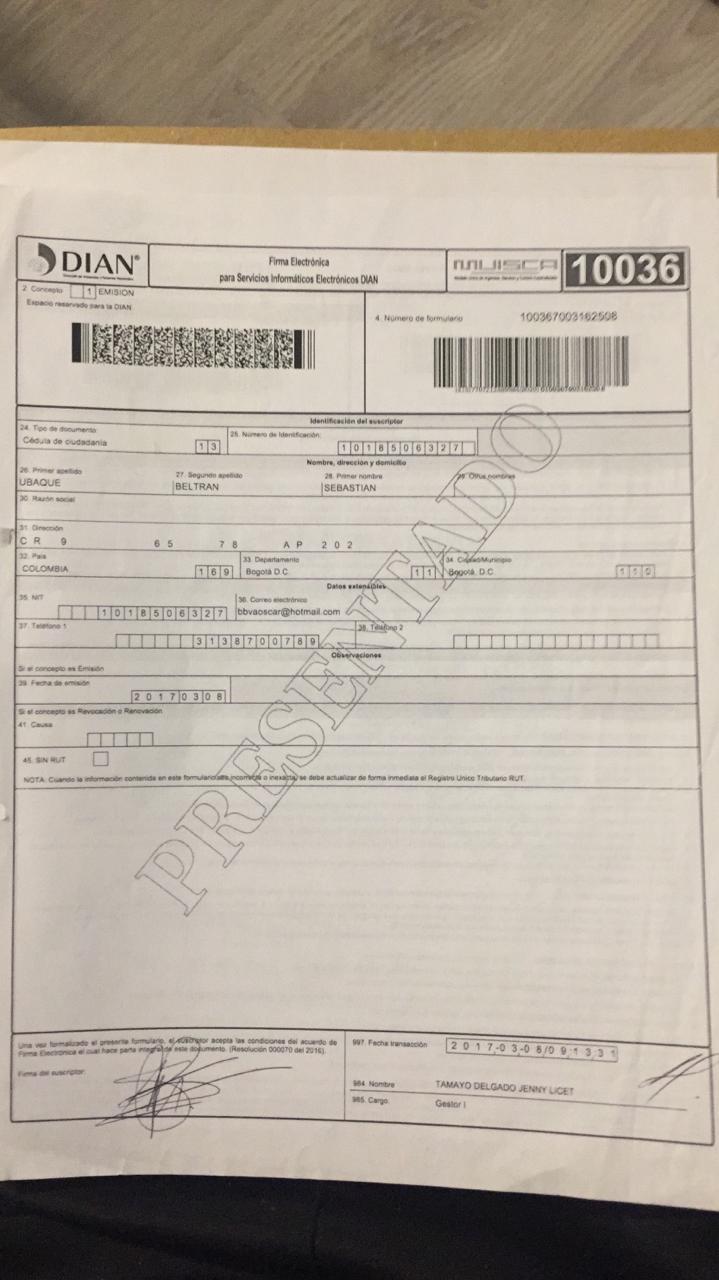 DIAN®
Firma Electrónica
para Servicios Informáticos Electrónicos DIAN
MUISCA
10036
2. Concepto 1 EMISION
Espacio reservado para la DIAN
4. Número de formulario 100367003162508
Identificación del suscriptor
24. Tipo de documento
Cédula de ciudadanía 1 3
25. Número de Identificación:
1 0 1 8 5 0 6 3 2 7
Nombre, dirección y domicilio
26. Primer apellido
UBAQUE
27. Segundo apellido
BELTRAN
28. Primer nombre
SEBASTIAN
29. Otros nombres
30. Razón social
31. Dirección
CR 9 65 78 AP 202
32. País
COLOMBIA 1 6 9
33. Departamento
Bogotá D.C. 1 1
34. Ciudad/Municipio
Bogotá, D.C.
Datos extensibles
35. NIT
1 0 1 8 5 0 6 3 2 7
36. Correo electrónico
bbvaoscar@hotmail.com
37. Teléfono 1
3 1 3 8 7 0 0 7 8 9
38. Teléfono 2
Observaciones
Si el concepto es Emisión
39. Fecha de emisión
2 0 1 7 0 3 0 8
Si el concepto es Revocación o Renovación
41. Causa
45. SIN RUT
NOTA: Cuando la información contenida en este formulario sea incorrecta o inexacta, se debe actualizar de forma inmediata el Registro Unico Tributario RUT.
PRESENTADO
Una vez formalizado el presente formulario, el suscriptor acepta las condiciones del acuerdo de
Firma Electrónica el cual hace parte integral de este documento. (Resolución 000070 del 2016).
Firma del suscriptor:
997. Fecha transacción 2 0 1 7 - 0 3 - 0 8 / 0 9 : 1 3 : 3 1
984. Nombre TAMAYO DELGADO JENNY LICET
985. Cargo: Gestor I